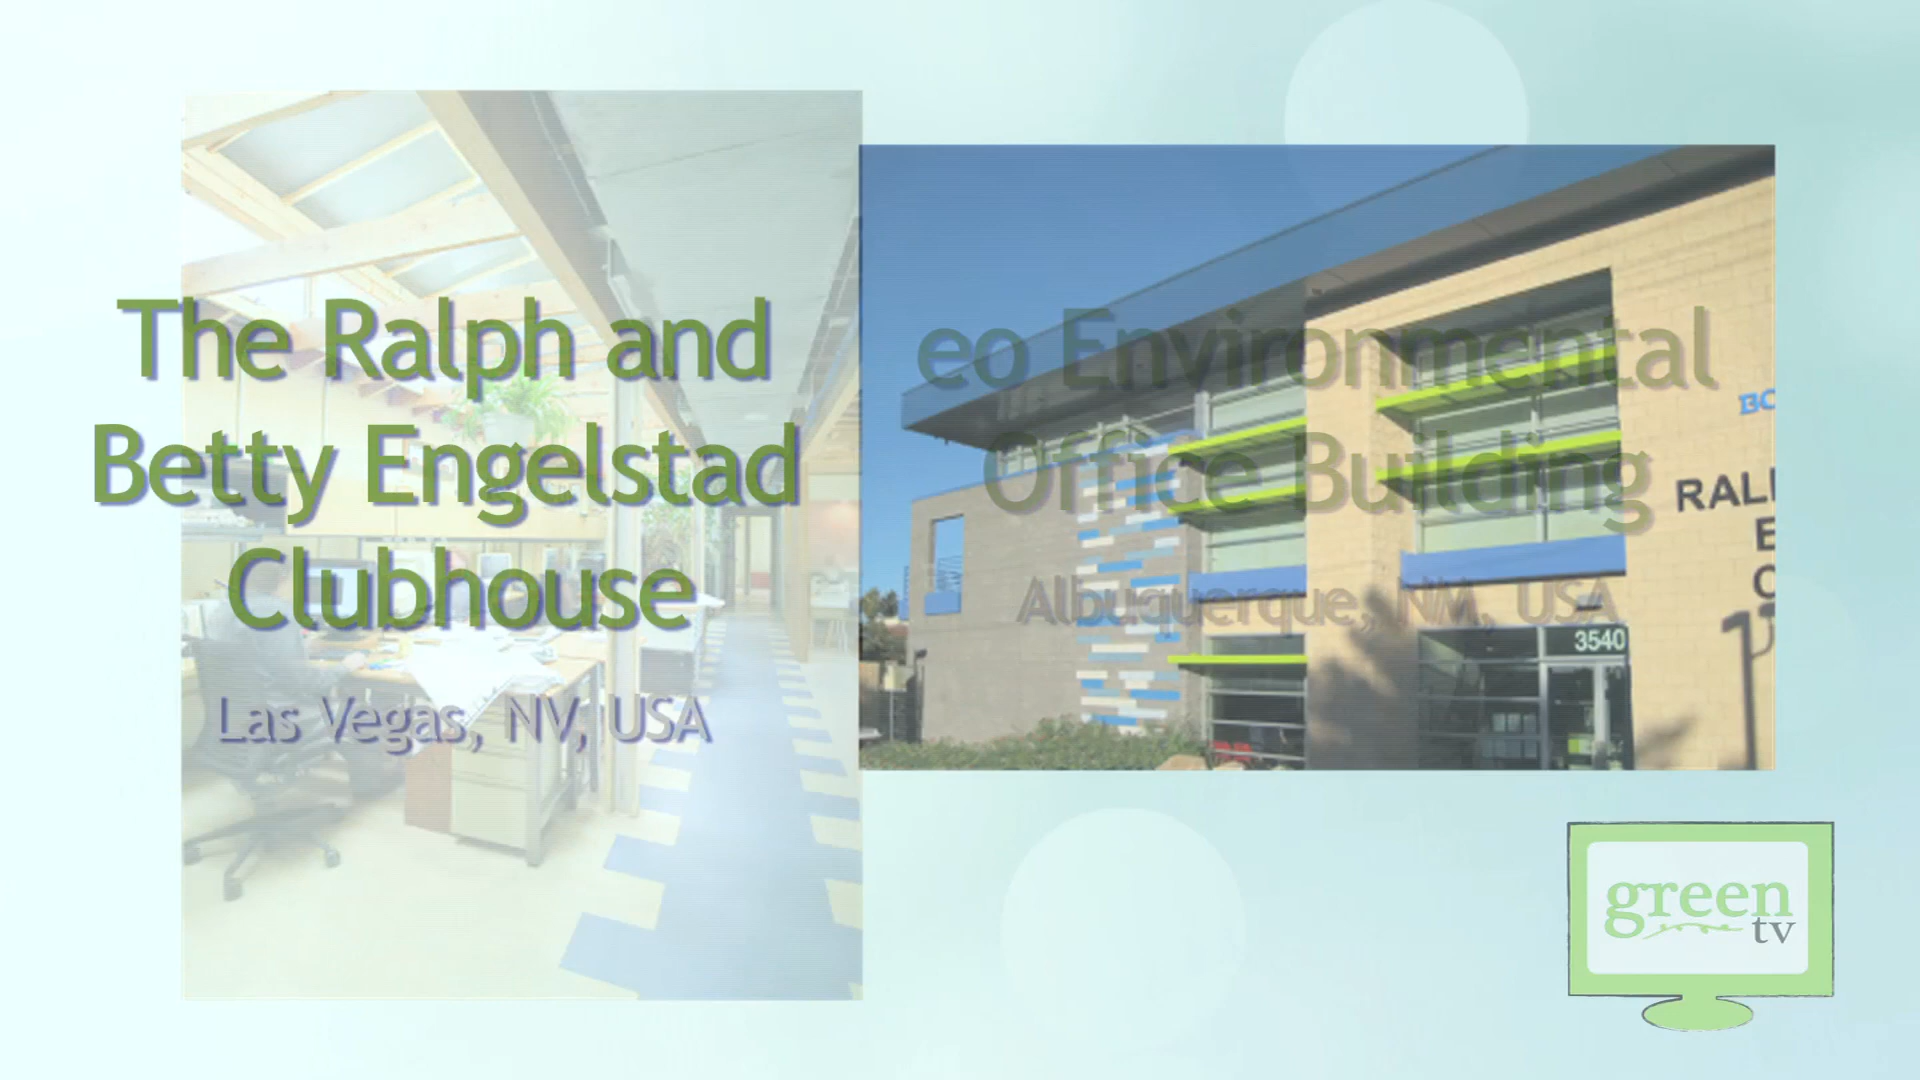 The Ralph and
Betty Engelstad
Clubhouse
Las Vegas, NV, USA
eo Environmental
Office Building
Albuquerque, NM, USA
3540
green
tv